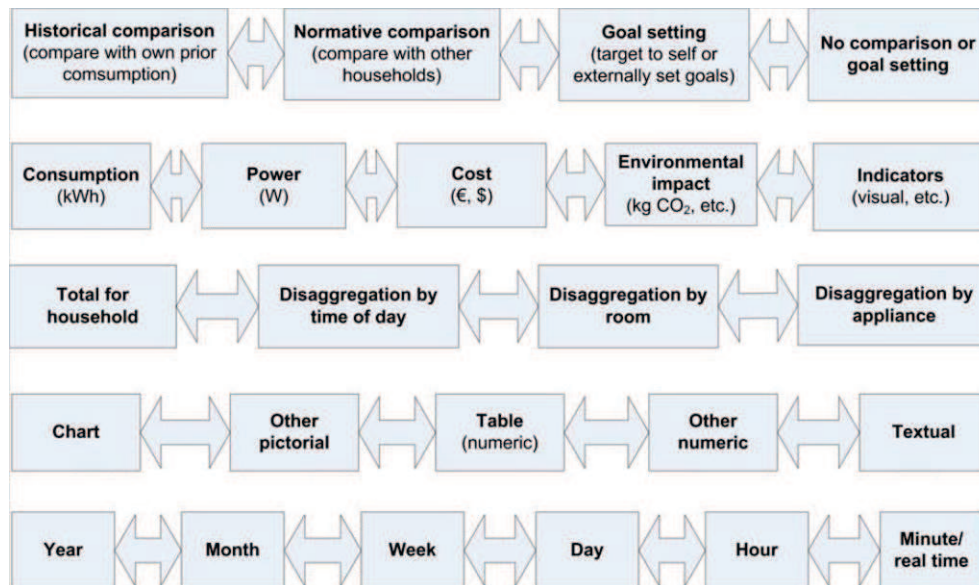 Historical comparison
(compare with own prior
comsumption)
Normative comparison
(compare with other
households)
Goal setting
(target to self or
externally set goals)
No comparison or
goal setting
Consumption
(kWh)
Power
(W)
Cost
(€, $)
Environmental
impact
(kg CO₂, etc.)
Indicators
(visual, etc.)
Total for
household
Disaggregation by
time of day
Disaggregation by
room
Disaggregation by
appliance
Chart
Other
pictorial
Table
(numeric)
Other
numeric
Textual
Year
Month
Week
Day
Hour
Minute/
real time